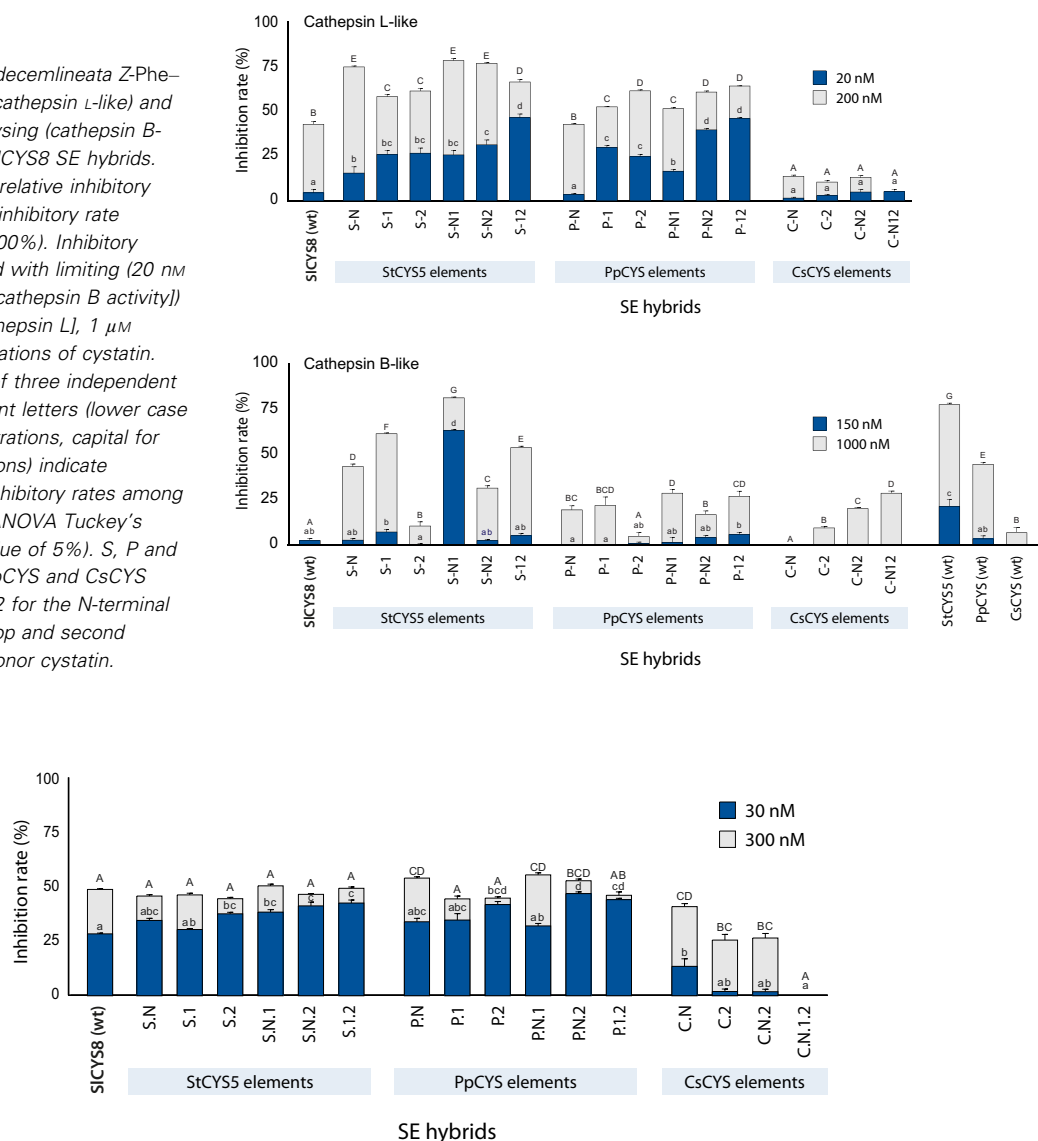 decemlineata Z-Phe–
cathepsin L-like) and
ysing (cathepsin B-
ICYS8 SE hybrids.
relative inhibitory
inhibitory rate
00%). Inhibitory
d with limiting (20 nM
cathepsin B activity])
hepsin L], 1 μM
ations of cystatin.
f three independent
nt letters (lower case
rations, capital for
ons) indicate
hibitory rates among
ANOVA Tuckey's
ue of 5%). S, P and
pCYS and CsCYS
2 for the N-terminal
op and second
onor cystatin.
Cathepsin L-like
Inhibition rate (%)
100
75
50
25
0
20 nM
200 nM
B E C C E E D B C D C D D A A A A
a b bc bc bc c d a c c b d d a a a a
SlCYS8 (wt) S-N S-1 S-2 S-N1 S-N2 S-12 P-N P-1 P-2 P-N1 P-N2 P-12 C-N C-2 C-N2 C-N12
StCYS5 elements PpCYS elements CsCYS elements
SE hybrids
Cathepsin B-like
Inhibition rate (%)
100
75
50
25
0
150 nM
1000 nM
A D F B G C E BC BCD A D B CD A B C D G E B
ab ab b a d ab ab a a ab ab ab b c ab
SlCYS8 (wt) S-N S-1 S-2 S-N1 S-N2 S-12 P-N P-1 P-2 P-N1 P-N2 P-12 C-N C-2 C-N2 C-N12 StCYS5 (wt) PpCYS (wt) CsCYS (wt)
StCYS5 elements PpCYS elements CsCYS elements
SE hybrids
Inhibition rate (%)
100
75
50
25
0
30 nM
300 nM
A A A A A A A CD A A CD BCD AB CD BC BC A
a abc ab bc bc c c abc abc bcd ab d cd b ab ab a
SlCYS8 (wt) S.N S.1 S.2 S.N.1 S.N.2 S.1.2 P.N P.1 P.2 P.N.1 P.N.2 P.1.2 C.N C.2 C.N.2 C.N.1.2
StCYS5 elements PpCYS elements CsCYS elements
SE hybrids